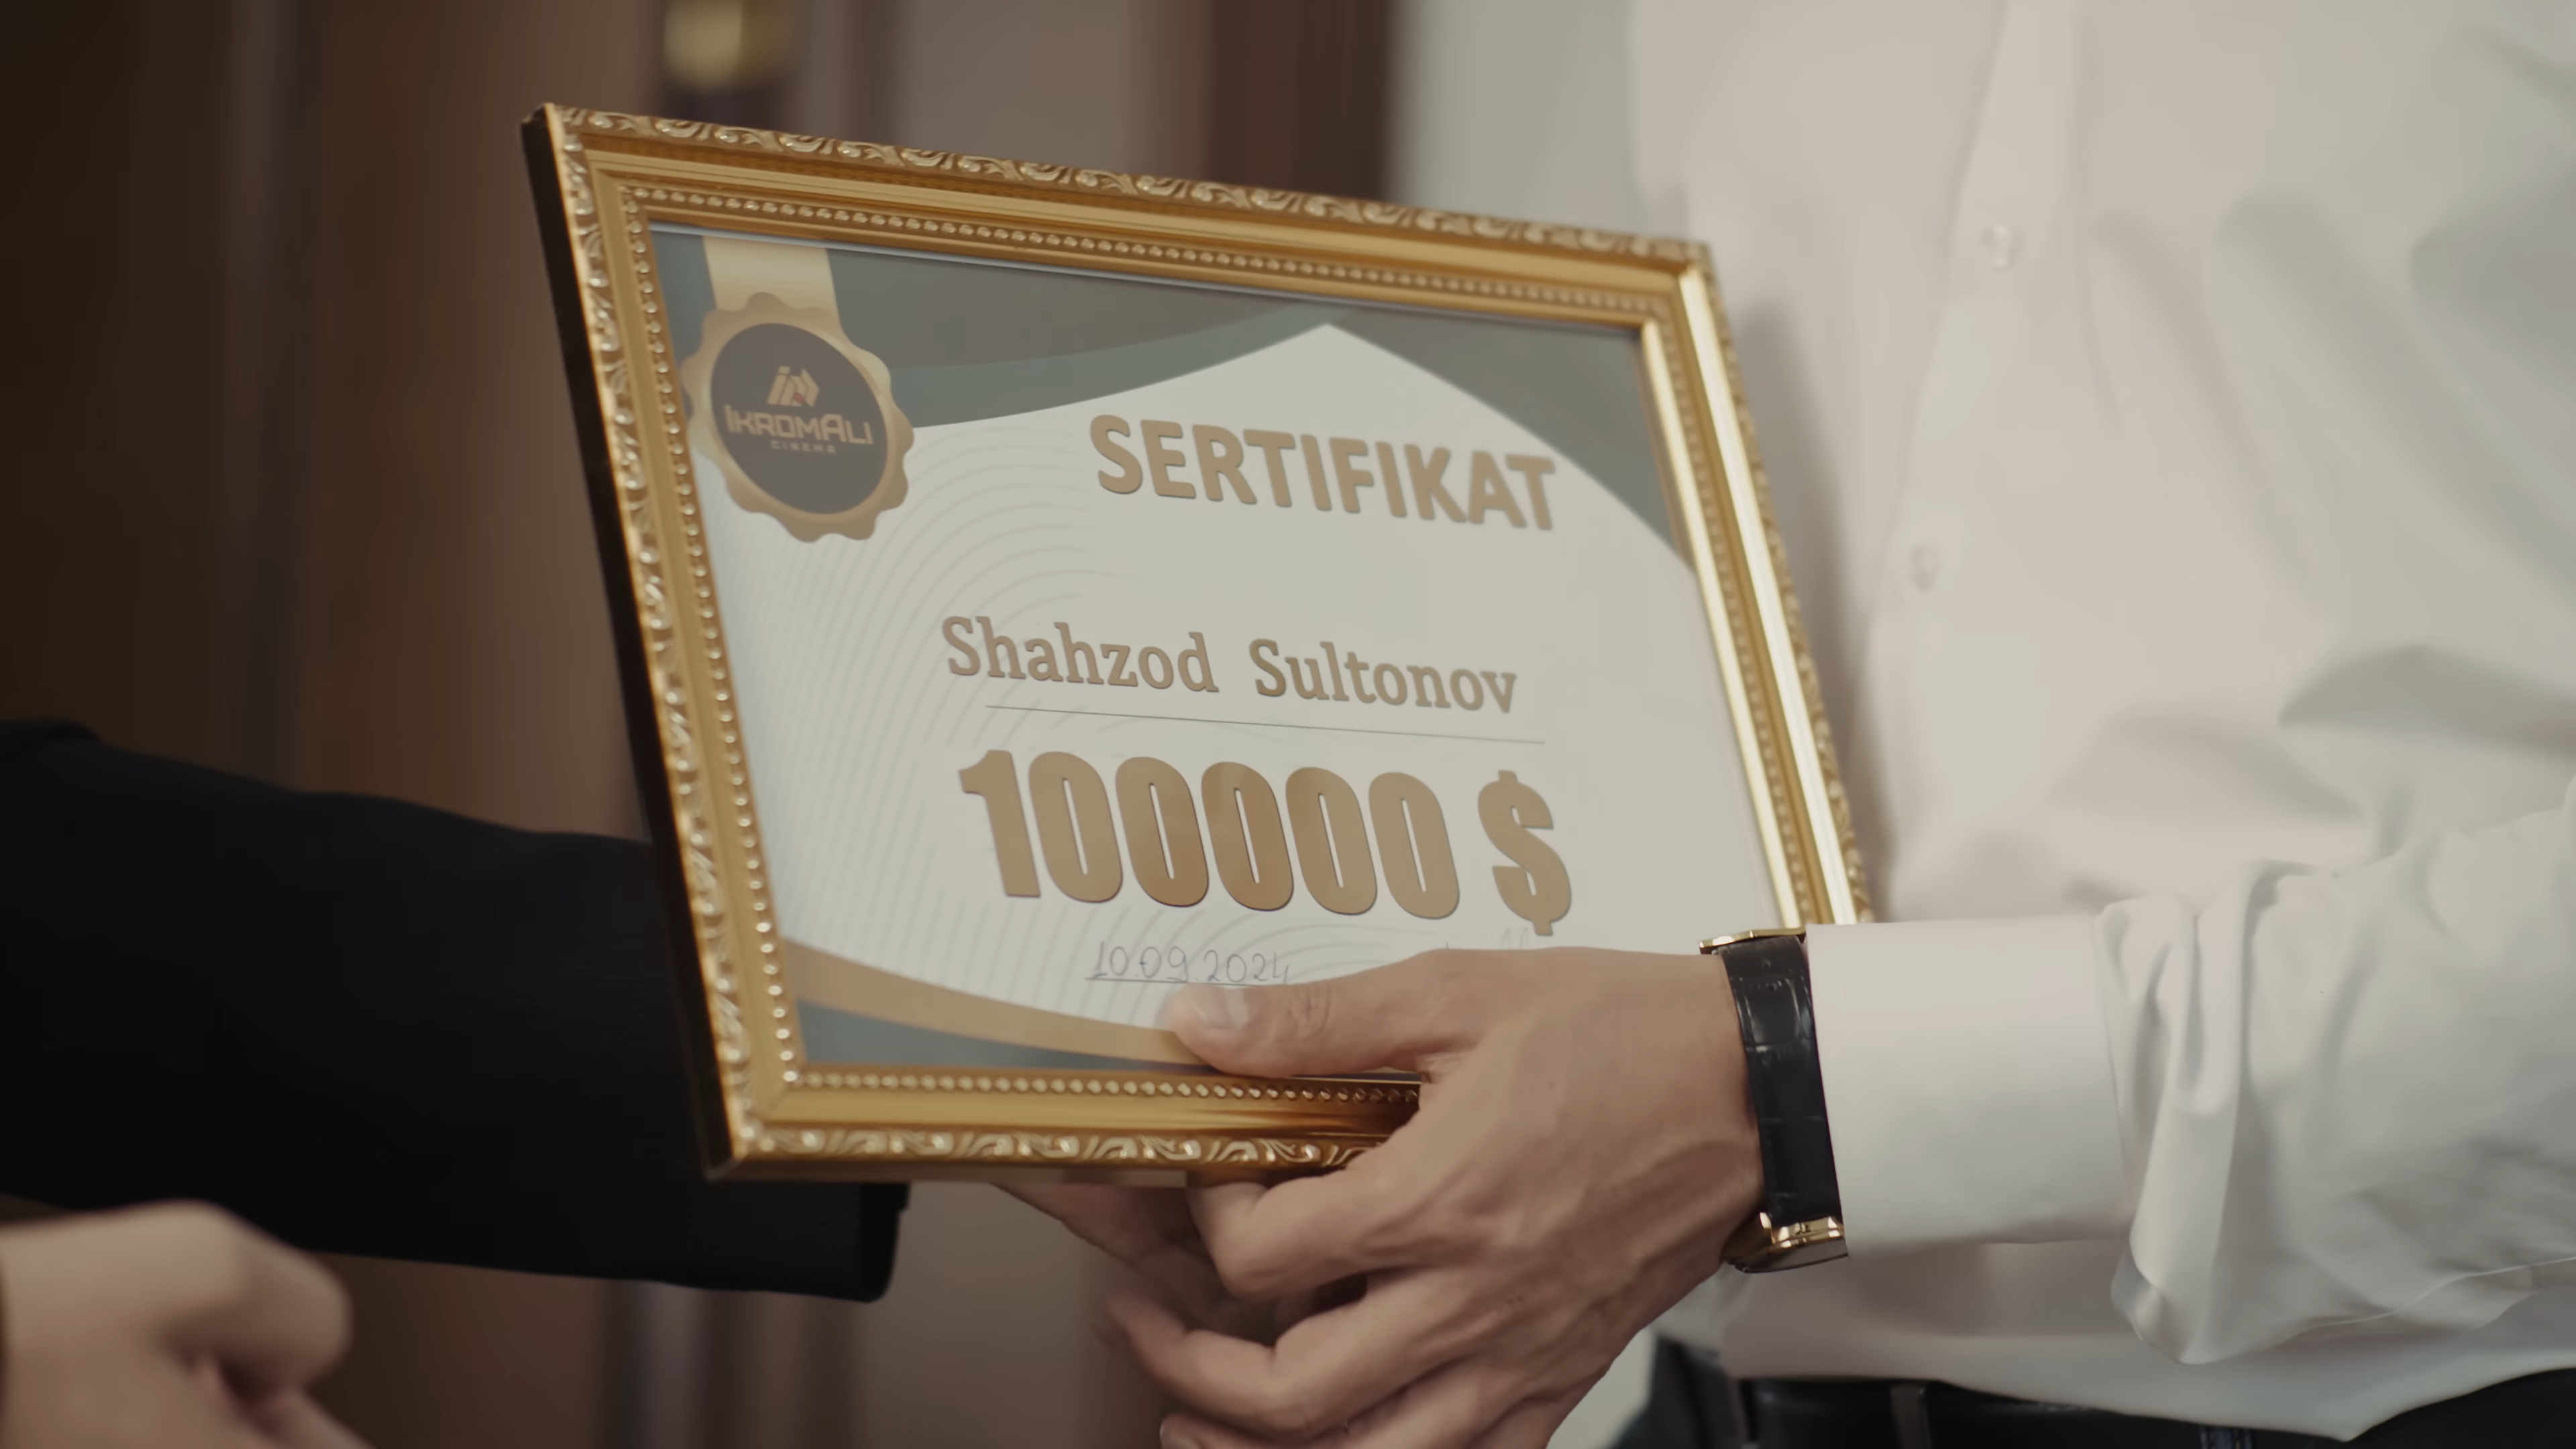 IKROMALI
CINEMA
SERTIFIKAT
Shahzod Sultonov
100000 $
10.09.2024